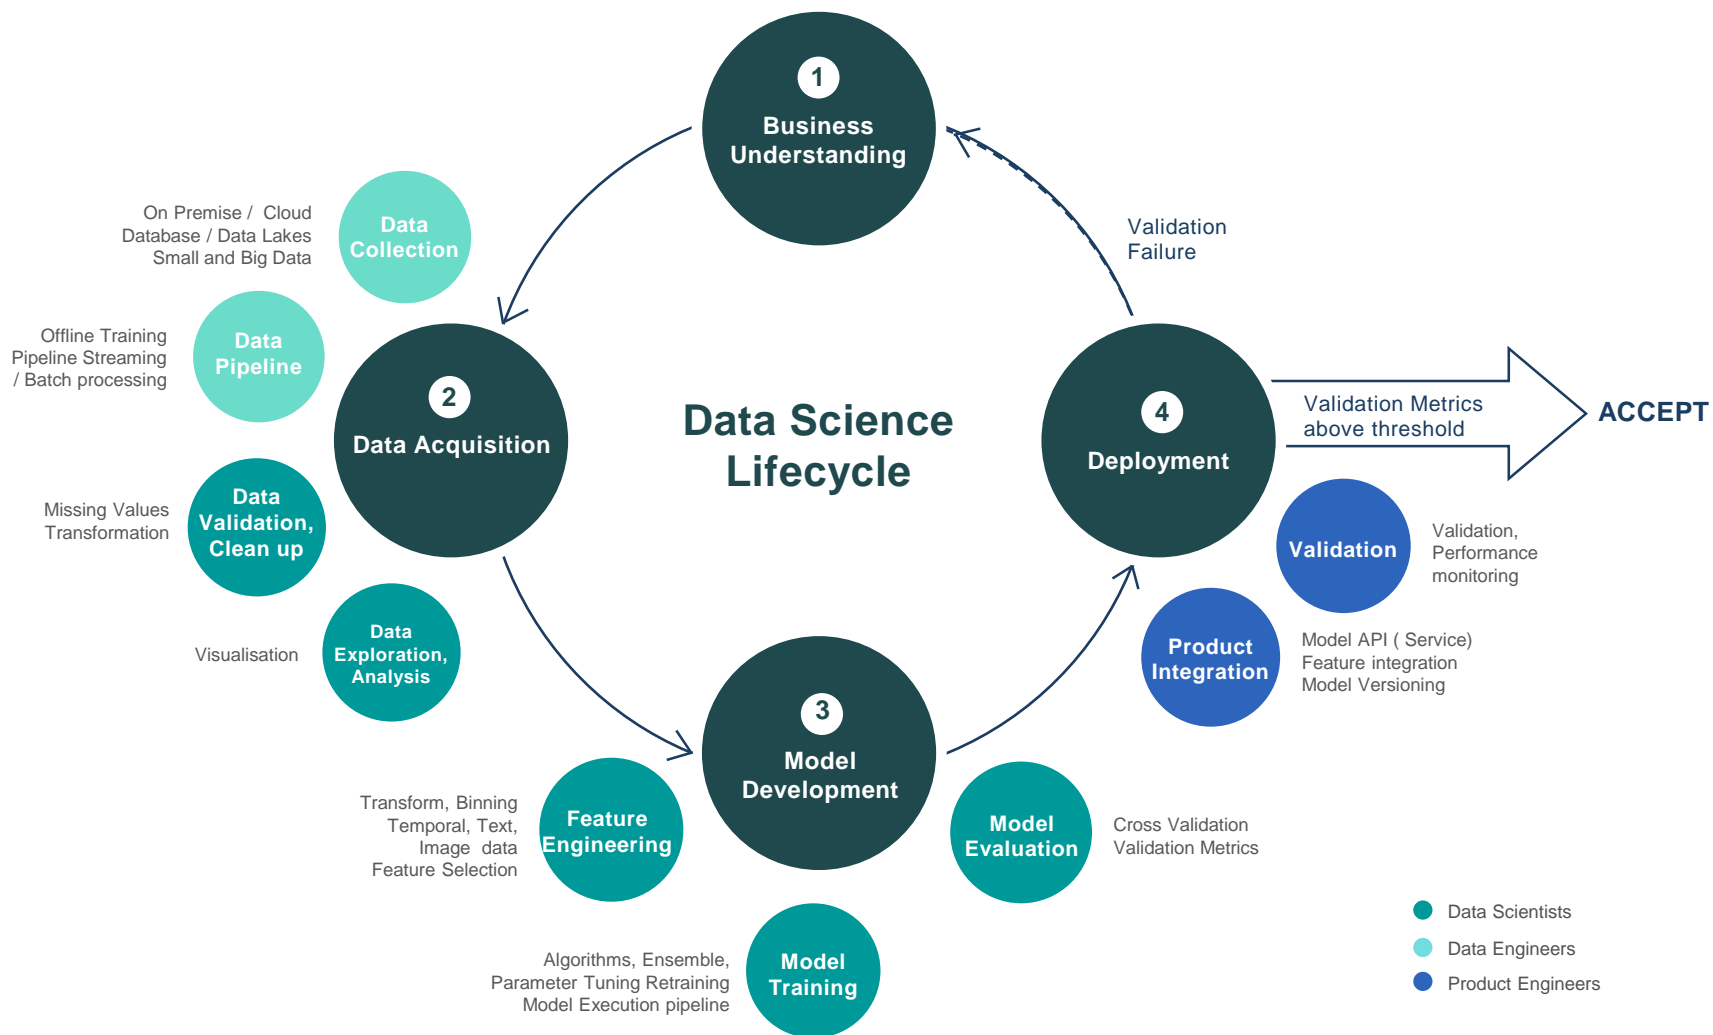 1
Business
Understanding
On Premise /  Cloud
Database / Data Lakes
Small and Big Data
Data
Collection
Validation
Failure
Offline Training
Pipeline Streaming
/ Batch processing
Data
Pipeline
2
Data Acquisition
Data Science
Lifecycle
4
Deployment
Validation Metrics
above threshold
ACCEPT
Missing Values
Transformation
Data
Validation,
Clean up
Validation
Validation,
Performance
monitoring
Visualisation
Data
Exploration,
Analysis
Product
Integration
Model API ( Service)
Feature integration
Model Versioning
3
Model
Development
Transform, Binning
Temporal, Text,
Image  data
Feature Selection
Feature
Engineering
Model
Evaluation
Cross Validation
Validation Metrics
Algorithms, Ensemble,
Parameter Tuning Retraining
Model Execution pipeline
Model
Training
Data Scientists
Data Engineers
Product Engineers